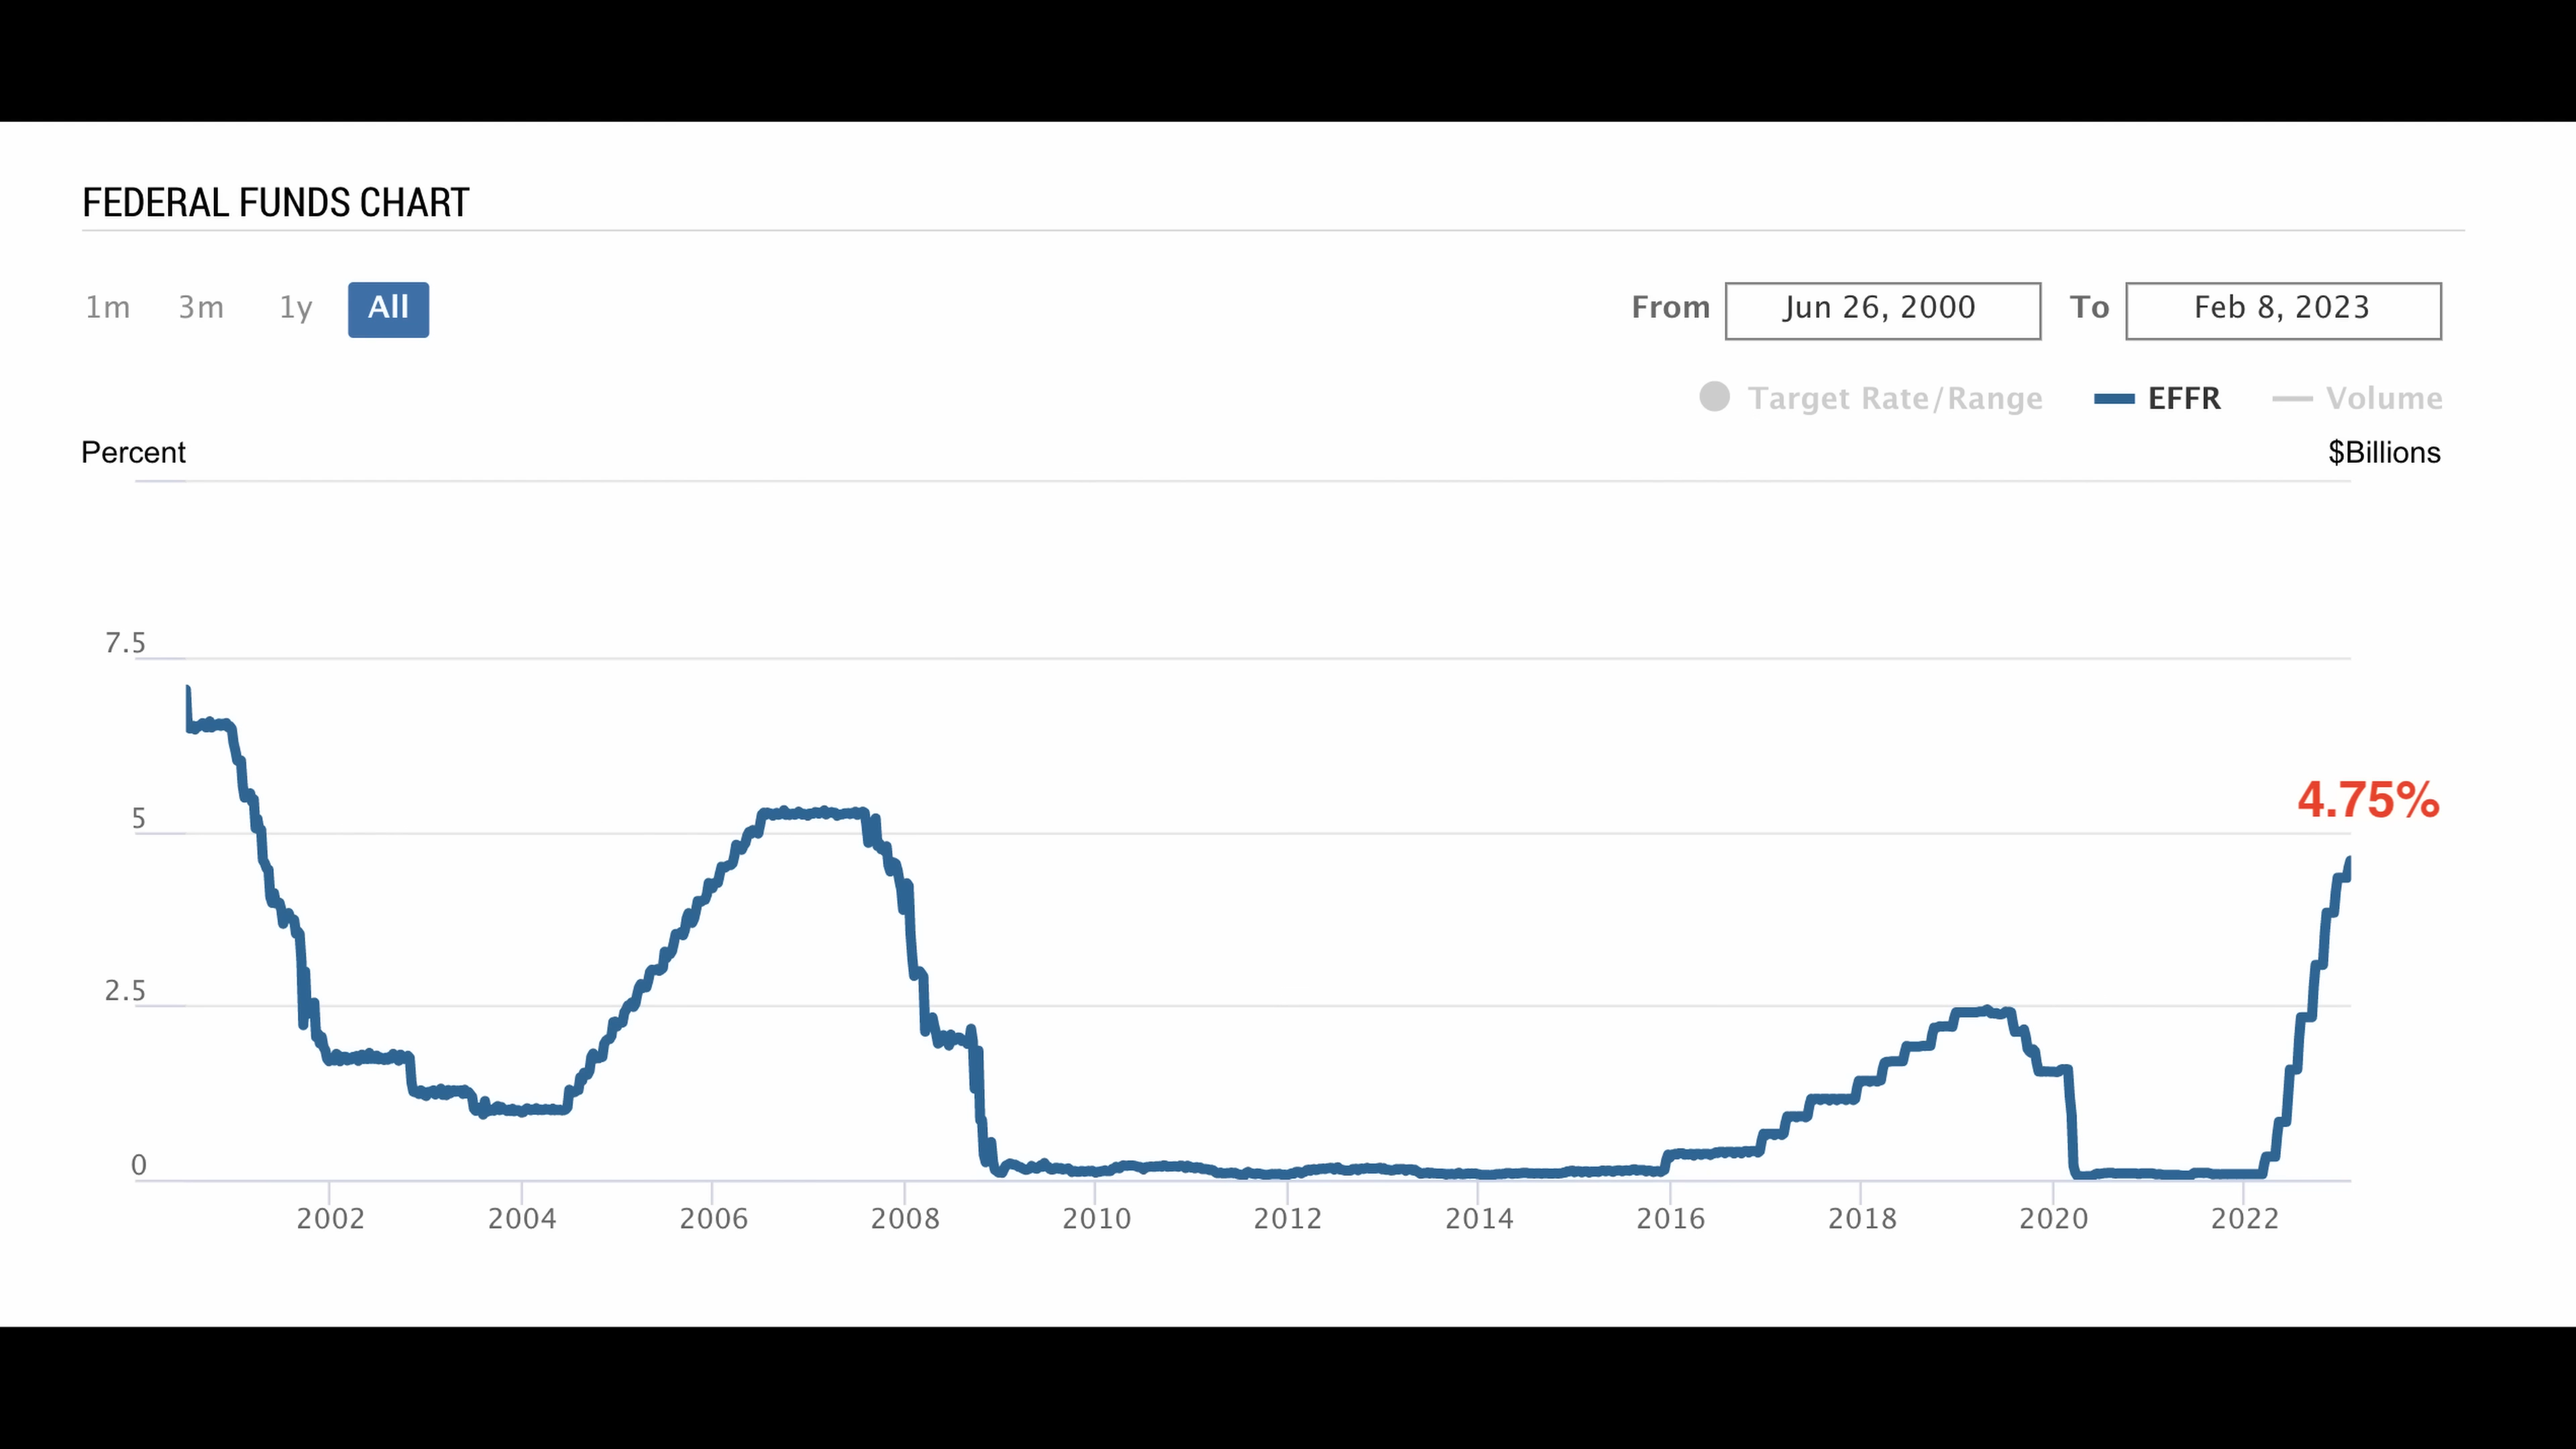 FEDERAL FUNDS CHART
1m 3m 1y All From Jun 26, 2000 To Feb 8, 2023
Target Rate/Range EFFR Volume
Percent $Billions
7.5
4.75%
5
2.5
0
2002 2004 2006 2008 2010 2012 2014 2016 2018 2020 2022